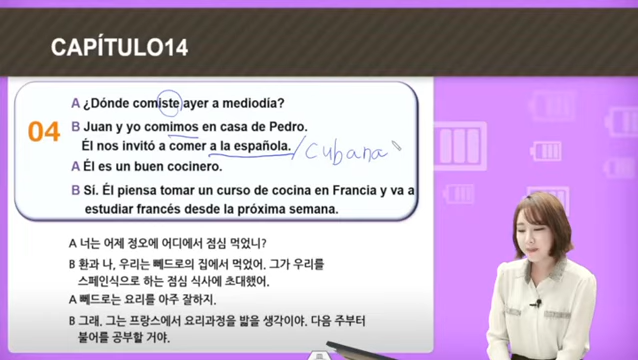 CAPÍTULO14
04
A ¿Dónde comiste ayer a mediodía?
B Juan y yo comimos en casa de Pedro.
Él nos invitó a comer a la española. / cubana
A Él es un buen cocinero.
B Sí. Él piensa tomar un curso de cocina en Francia y va a
estudiar francés desde la próxima semana.
A 너는 어제 정오에 어디에서 점심 먹었니?
B 환과 나, 우리는 뻬드로의 집에서 먹었어. 그가 우리를
스페인식으로 하는 점심 식사에 초대했어.
A 뻬드로는 요리를 아주 잘하지.
B 그래, 그는 프랑스에서 요리과정을 밟을 생각이야. 다음 주부터
불어를 공부할 거야.